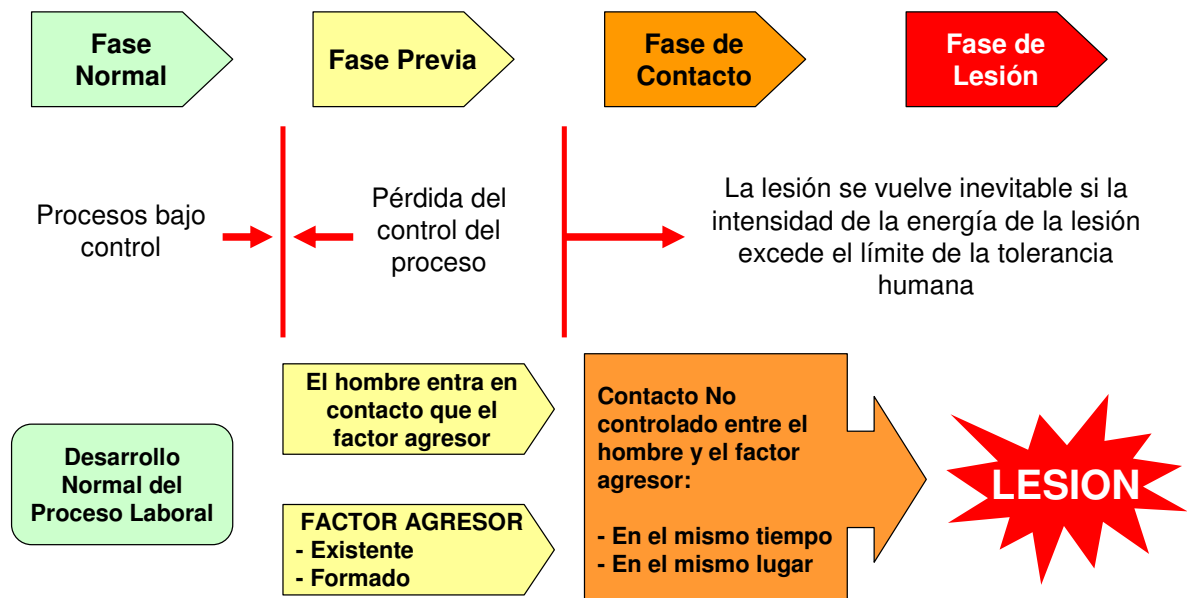 Fase
Normal
Fase Previa
Fase de
Contacto
Fase de
Lesión
Procesos bajo
control
Pérdida del
control del
proceso
La lesión se vuelve inevitable si la
intensidad de la energía de la lesión
excede el límite de la tolerancia
humana
Desarrollo
Normal del
Proceso Laboral
El hombre entra en
contacto que el
factor agresor
FACTOR AGRESOR
- Existente
- Formado
Contacto No
controlado entre el
hombre y el factor
agresor:
- En el mismo tiempo
- En el mismo lugar
LESION